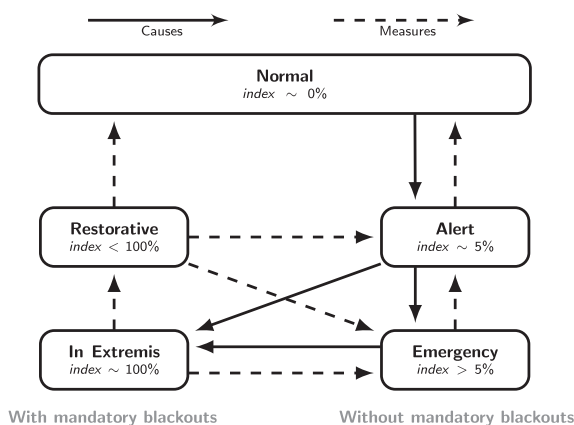 Causes
Measures
Normal
index ∼ 0%
Restorative
index < 100%
Alert
index ∼ 5%
In Extremis
index ∼ 100%
Emergency
index > 5%
With mandatory blackouts
Without mandatory blackouts